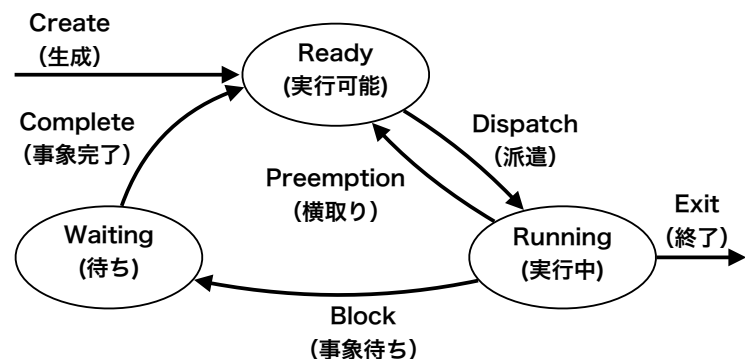 Create
(生成)
Ready
(実行可能)
Complete
(事象完了)
Dispatch
(派遣)
Preemption
(横取り)
Exit
(終了)
Waiting
(待ち)
Running
(実行中)
Block
(事象待ち)